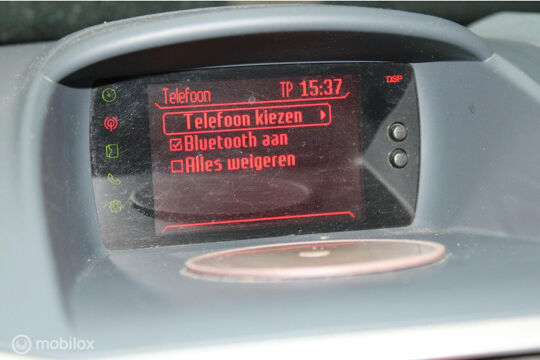 Telefoon TP 15:37
DSP
Telefoon kiezen
Bluetooth aan
Alles weigeren
mobilox